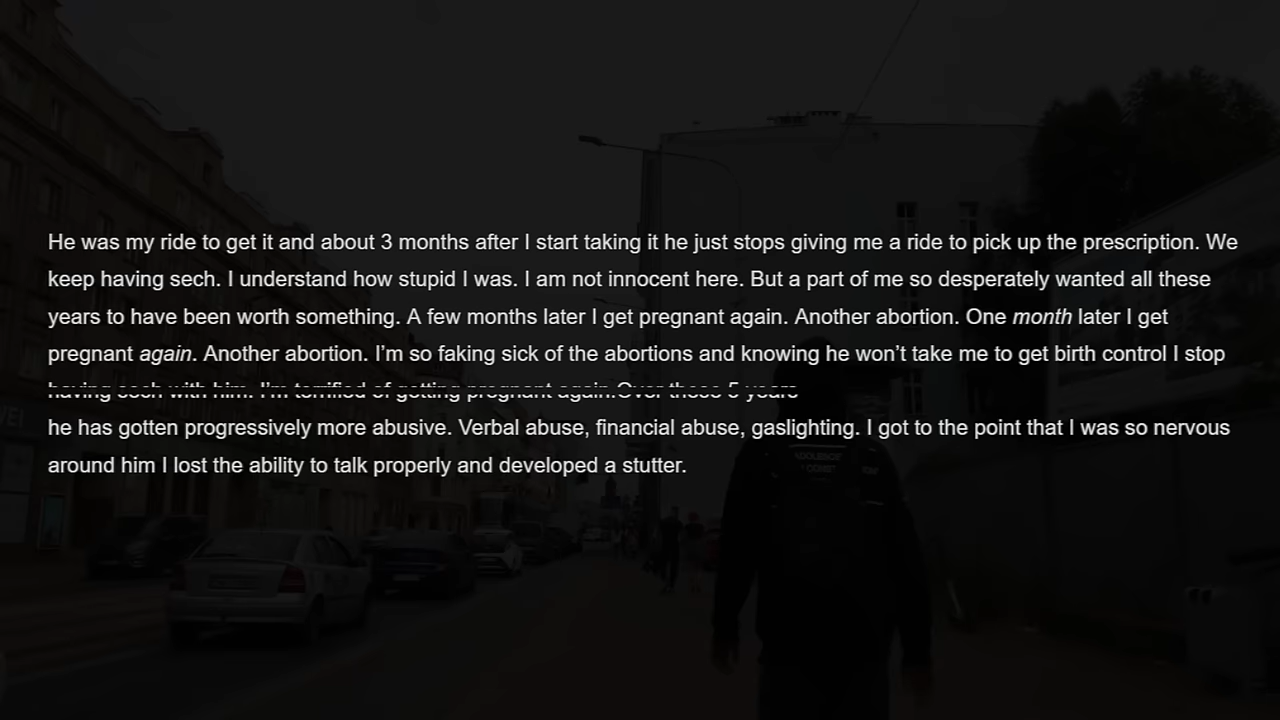 He was my ride to get it and about 3 months after I start taking it he just stops giving me a ride to pick up the prescription. We
keep having sech. I understand how stupid I was. I am not innocent here. But a part of me so desperately wanted all these
years to have been worth something. A few months later I get pregnant again. Another abortion. One month later I get
pregnant again. Another abortion. I'm so faking sick of the abortions and knowing he won't take me to get birth control I stop
having sech with him. I'm terrified of getting pregnant again.Over these 5 years
he has gotten progressively more abusive. Verbal abuse, financial abuse, gaslighting. I got to the point that I was so nervous
around him I lost the ability to talk properly and developed a stutter.